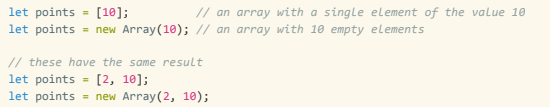 let points = [10];         // an array with a single element of the value 10
let points = new Array(10); // an array with 10 empty elements
// these have the same result
let points = [2, 10];
let points = new Array(2, 10);